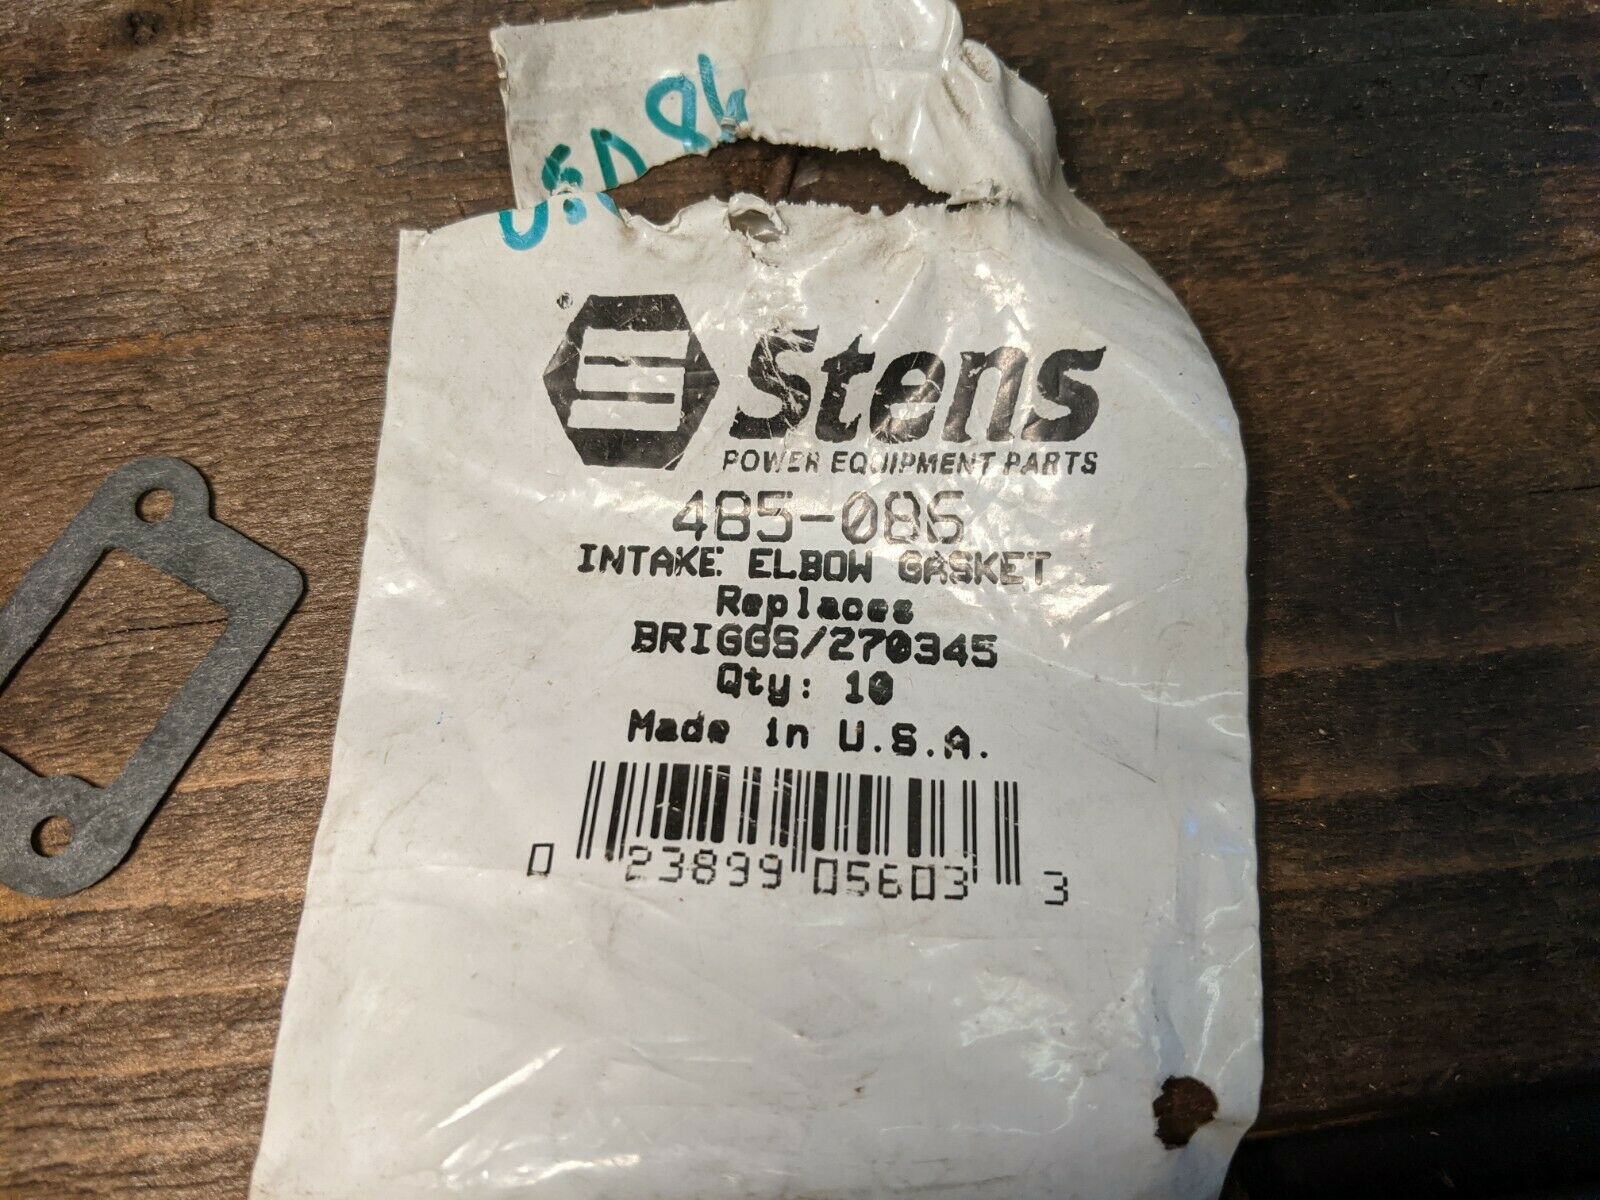 ®
Stens
POWER EQUIPMENT PARTS
485-086
INTAKE ELBOW GASKET
Replaces
BRIGGS/270345
Qty: 10
Made in U.S.A.
0 23899 05603 3